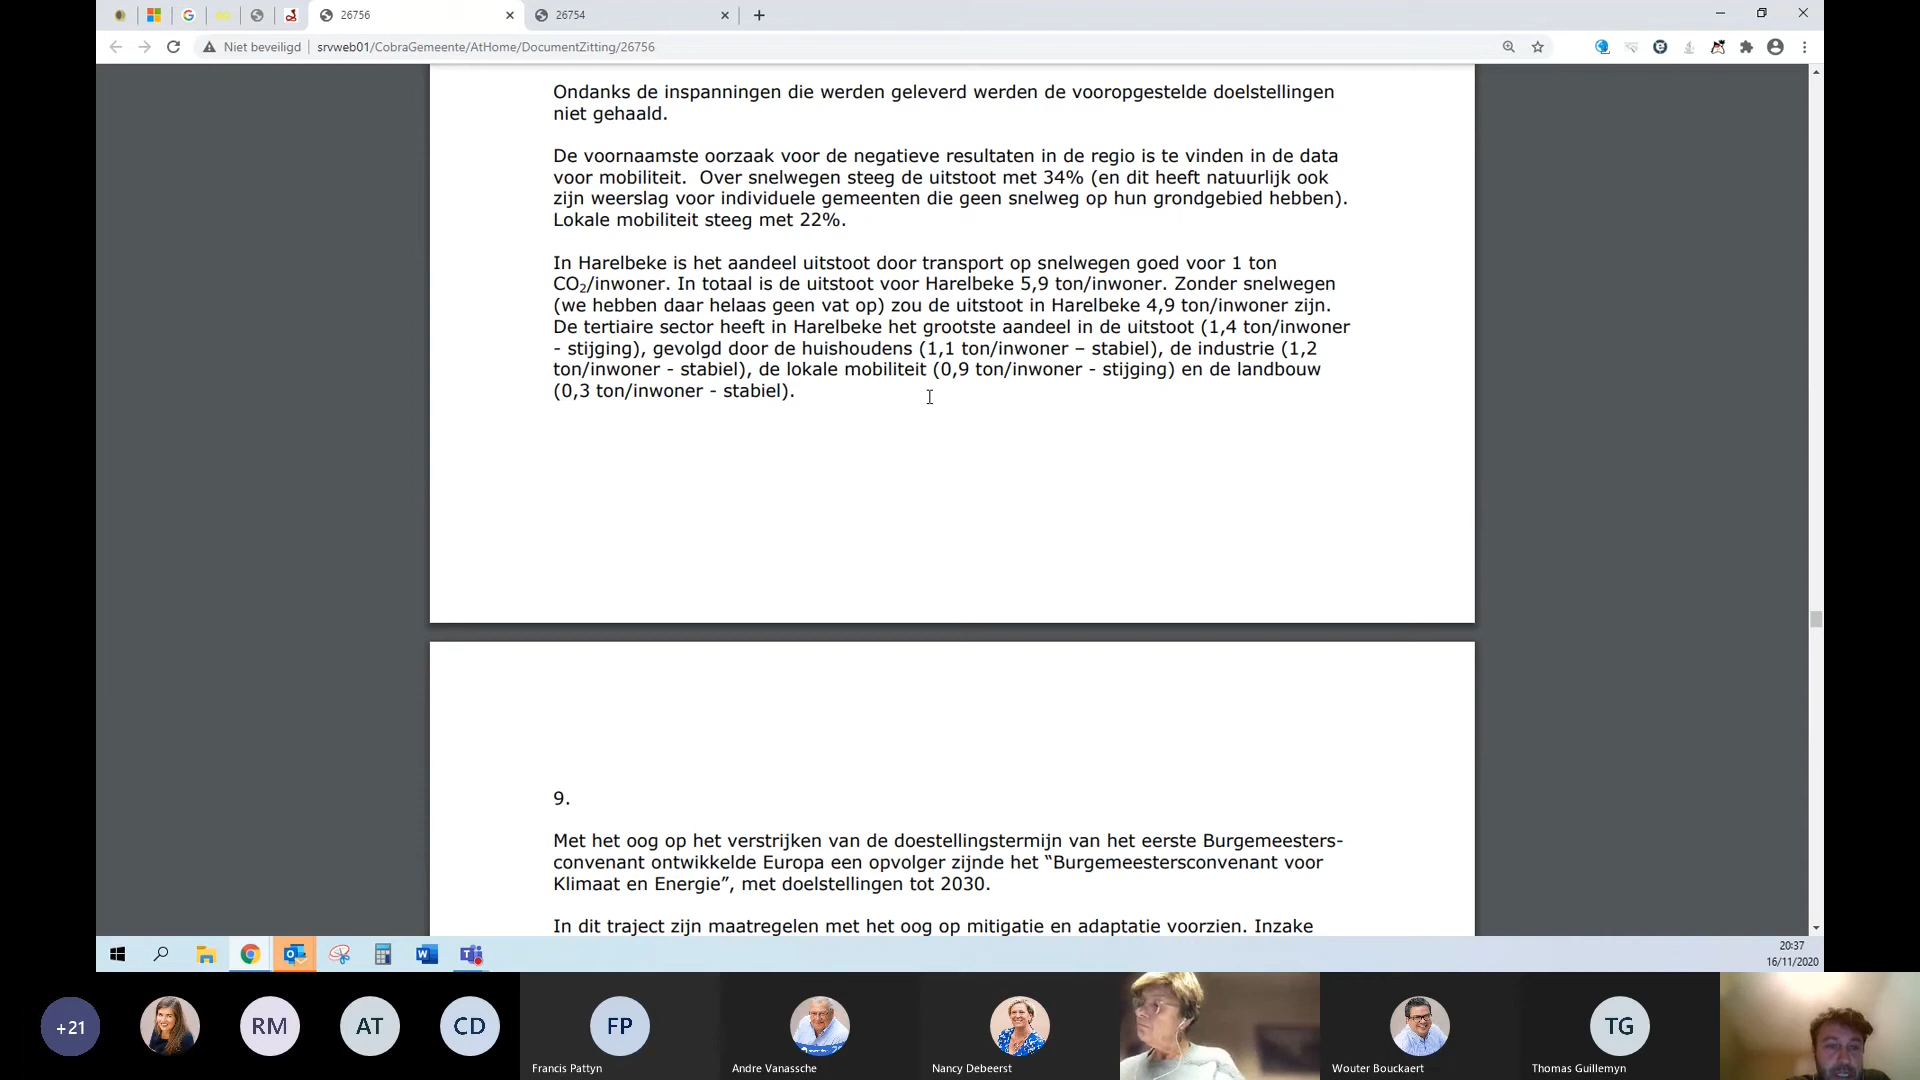 26756
26754
Niet beveiligd
srvweb01/CobraGemeente/AtHome/DocumentZitting/26756
Ondanks de inspanningen die werden geleverd werden de vooropgestelde doelstellingen
niet gehaald.
De voornaamste oorzaak voor de negatieve resultaten in de regio is te vinden in de data
voor mobiliteit.  Over snelwegen steeg de uitstoot met 34% (en dit heeft natuurlijk ook
zijn weerslag voor individuele gemeenten die geen snelweg op hun grondgebied hebben).
Lokale mobiliteit steeg met 22%.
In Harelbeke is het aandeel uitstoot door transport op snelwegen goed voor 1 ton
CO₂/inwoner. In totaal is de uitstoot voor Harelbeke 5,9 ton/inwoner. Zonder snelwegen
(we hebben daar helaas geen vat op) zou de uitstoot in Harelbeke 4,9 ton/inwoner zijn.
De tertiaire sector heeft in Harelbeke het grootste aandeel in de uitstoot (1,4 ton/inwoner
- stijging), gevolgd door de huishoudens (1,1 ton/inwoner – stabiel), de industrie (1,2
ton/inwoner - stabiel), de lokale mobiliteit (0,9 ton/inwoner - stijging) en de landbouw
(0,3 ton/inwoner - stabiel).
9.
Met het oog op het verstrijken van de doestellingstermijn van het eerste Burgemeesters-
convenant ontwikkelde Europa een opvolger zijnde het “Burgemeestersconvenant voor
Klimaat en Energie”, met doelstellingen tot 2030.
In dit traject zijn maatregelen met het oog op mitigatie en adaptatie voorzien. Inzake
20:37
16/11/2020
+21
RM
AT
CD
FP
TG
Francis Pattyn
Andre Vanassche
Nancy Debeerst
Wouter Bouckaert
Thomas Guillemyn